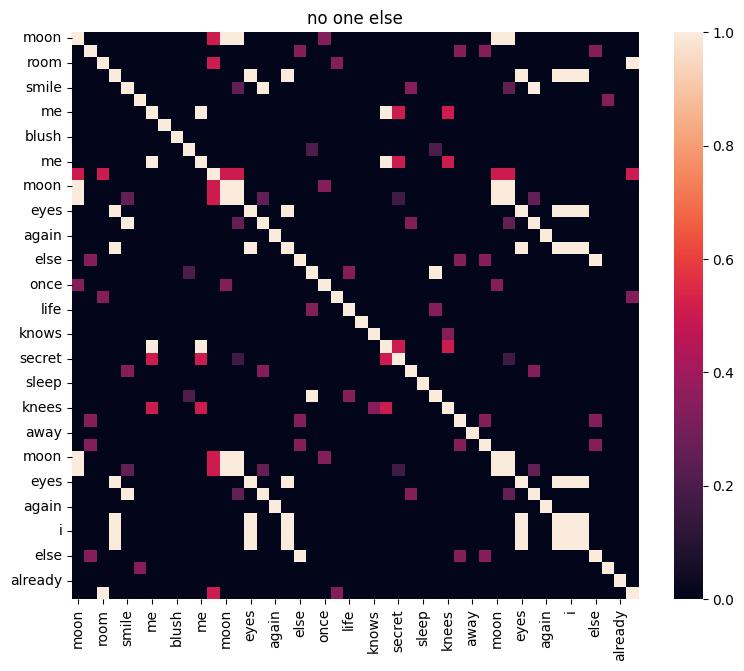 no one else
moon
room
smile
me
blush
me
moon
eyes
again
else
once
life
knows
secret
sleep
knees
away
moon
eyes
again
i
else
already
1.0
0.8
0.6
0.4
0.2
0.0
moon room smile me blush me moon eyes again else once life knows secret sleep knees away moon eyes again i else already